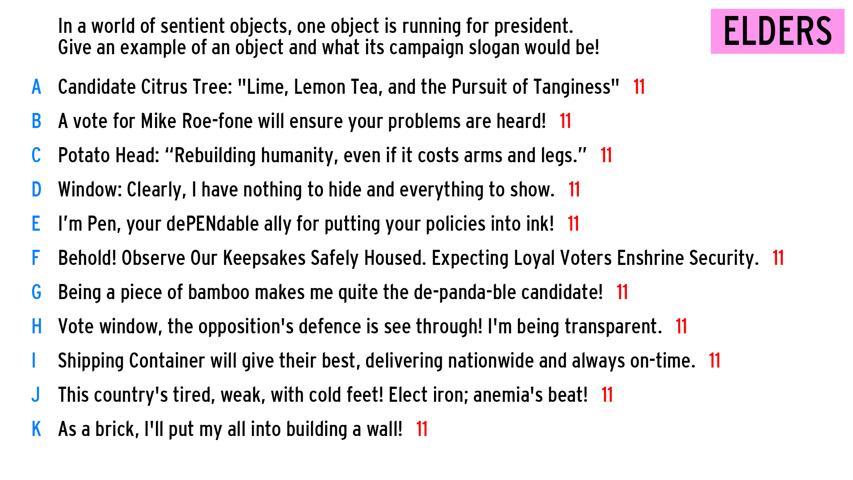 In a world of sentient objects, one object is running for president.
Give an example of an object and what its campaign slogan would be!
ELDERS
A Candidate Citrus Tree: "Lime, Lemon Tea, and the Pursuit of Tanginess" 11
B A vote for Mike Roe-fone will ensure your problems are heard! 11
C Potato Head: “Rebuilding humanity, even if it costs arms and legs.” 11
D Window: Clearly, I have nothing to hide and everything to show. 11
E I’m Pen, your dePENdable ally for putting your policies into ink! 11
F Behold! Observe Our Keepsakes Safely Housed. Expecting Loyal Voters Enshrine Security. 11
G Being a piece of bamboo makes me quite the de-panda-ble candidate! 11
H Vote window, the opposition's defence is see through! I'm being transparent. 11
I Shipping Container will give their best, delivering nationwide and always on-time. 11
J This country's tired, weak, with cold feet! Elect iron; anemia's beat! 11
K As a brick, I'll put my all into building a wall! 11